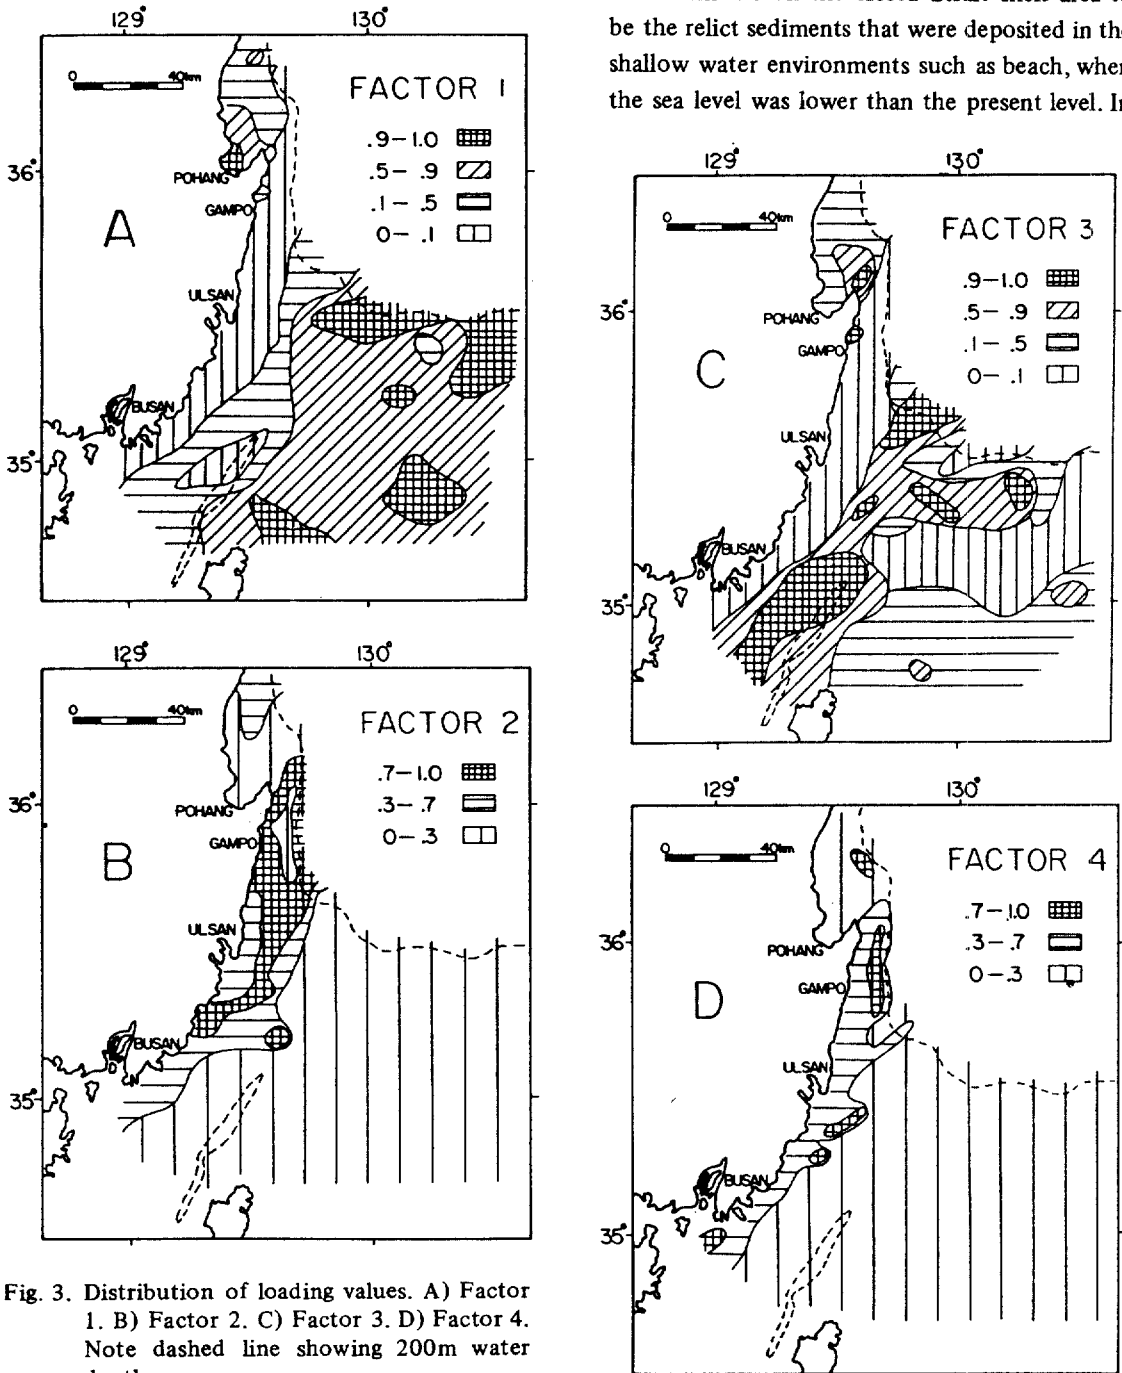 129° 130°
0 40km
FACTOR 1
.9–1.0
.5– .9
.1– .5
0– .1
36°
POHANG
GAMPO
A
ULSAN
BUSAN
35°
129° 130°
0 40km
FACTOR 2
.7–1.0
.3– .7
0– .3
36°
POHANG
GAMPO
B
ULSAN
BUSAN
35°
Fig. 3. Distribution of loading values. A) Factor
1. B) Factor 2. C) Factor 3. D) Factor 4.
Note dashed line showing 200m water
be the relict sediments that were deposited in the
shallow water environments such as beach, when
the sea level was lower than the present level. In
129° 130°
0 40km
FACTOR 3
.9–1.0
.5– .9
.1– .5
0– .1
36°
POHANG
GAMPO
C
ULSAN
BUSAN
35°
129° 130°
0 40km
FACTOR 4
.7–1.0
.3– .7
0– .3
36°
POHANG
GAMPO
D
ULSAN
BUSAN
35°